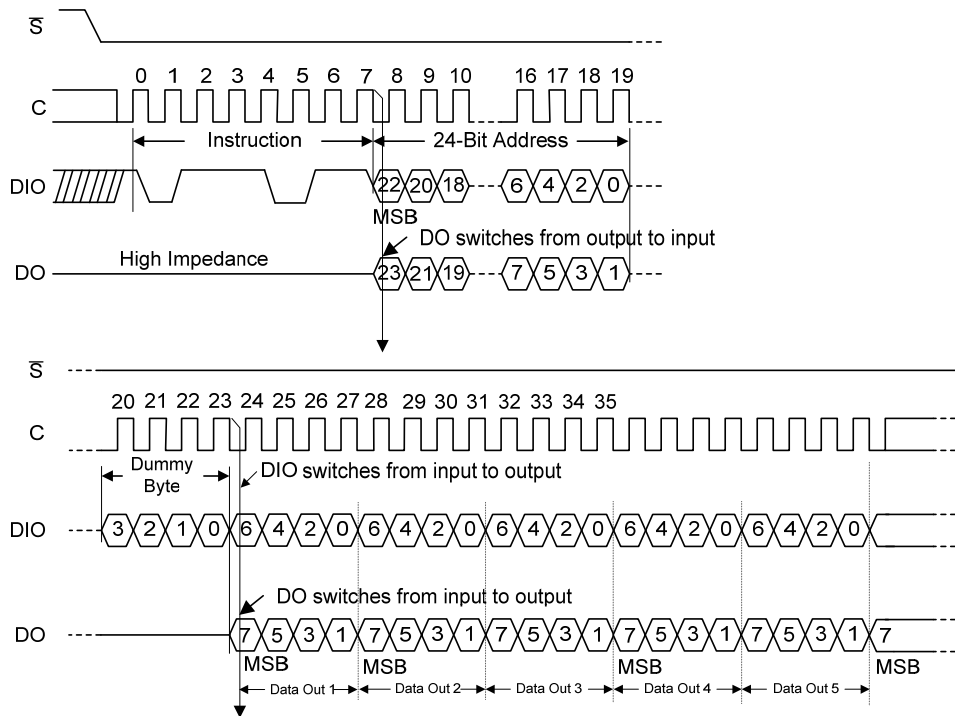 S
0 1 2 3 4 5 6 7 8 9 10 16 17 18 19
C
Instruction 24-Bit Address
DIO 22 20 18 6 4 2 0
MSB
DO switches from output to input
High Impedance
DO 23 21 19 7 5 3 1
S
20 21 22 23 24 25 26 27 28 29 30 31 32 33 34 35
C
Dummy
Byte
DIO switches from input to output
DIO 3 2 1 0 6 4 2 0 6 4 2 0 6 4 2 0 6 4 2 0 6 4 2 0
DO switches from input to output
DO 7 5 3 1 7 5 3 1 7 5 3 1 7 5 3 1 7 5 3 1 7
MSB MSB MSB MSB
Data Out 1 Data Out 2 Data Out 3 Data Out 4 Data Out 5